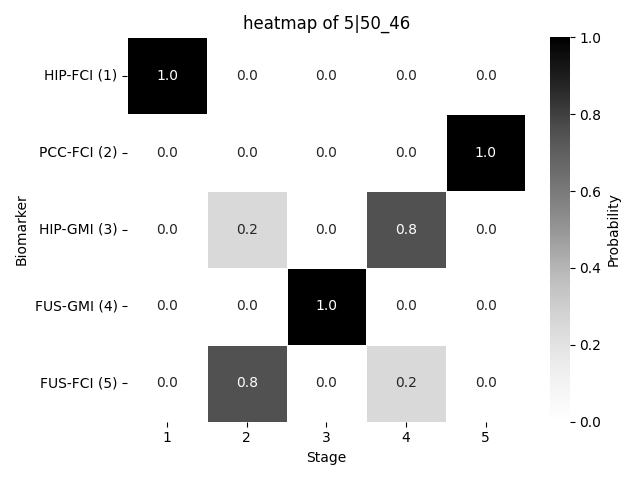 heatmap of 5|50_46
HIP-FCI (1)
1.0 0.0 0.0 0.0 0.0
PCC-FCI (2)
0.0 0.0 0.0 0.0 1.0
HIP-GMI (3)
0.0 0.2 0.0 0.8 0.0
FUS-GMI (4)
0.0 0.0 1.0 0.0 0.0
FUS-FCI (5)
0.0 0.8 0.0 0.2 0.0
1 2 3 4 5
Stage
Biomarker
1.0
0.8
0.6
0.4
0.2
0.0
Probability